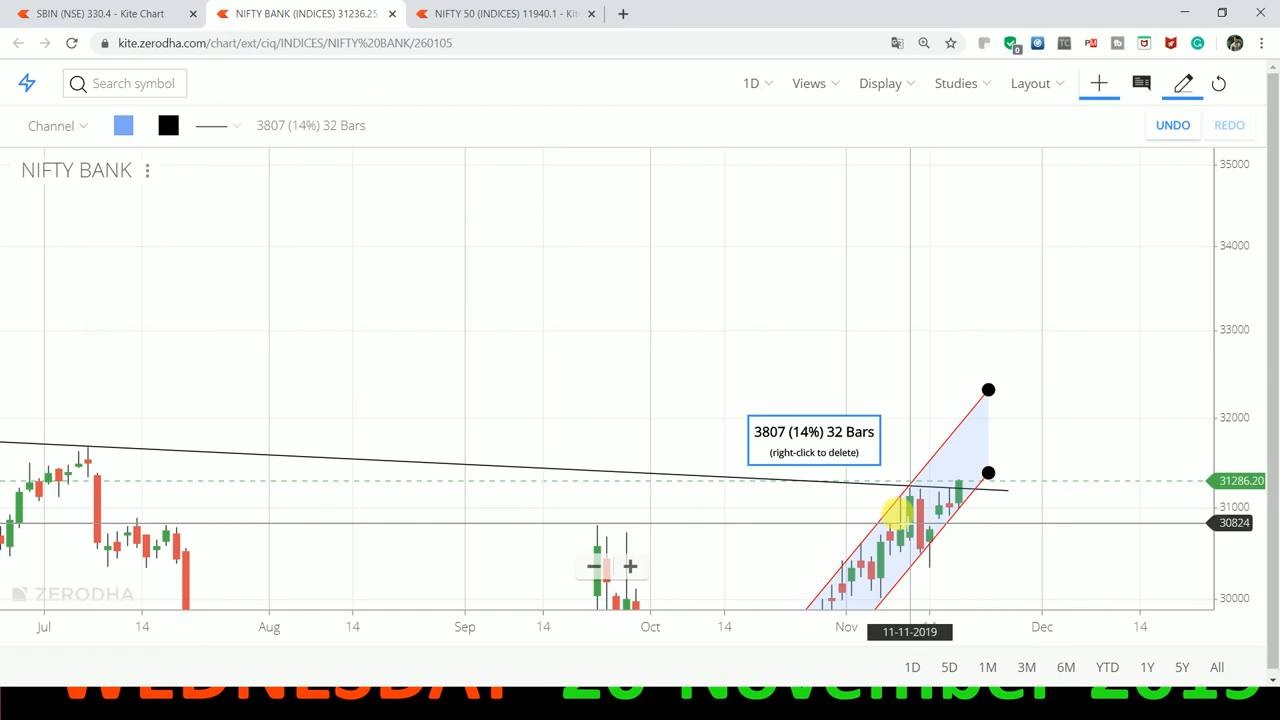 SBIN (NSE) 330.4 - Kite Chart
NIFTY BANK (INDICES) 31236.25
NIFTY 50 (INDICES) 11940.1 - Kit
kite.zerodha.com/chart/ext/ciq/INDICES/NIFTY%20BANK/260105
Search symbol
1D Views Display Studies Layout
Channel 3807 (14%) 32 Bars UNDO REDO
NIFTY BANK
35000
34000
33000
32000
3807 (14%) 32 Bars
(right-click to delete)
31286.20
31000
30824
30000
ZERODHA
Jul 14 Aug 14 Sep 14 Oct 14 Nov 11-11-2019 Dec 14
1D 5D 1M 3M 6M YTD 1Y 5Y All
WEDNESDAY 20 November 2019